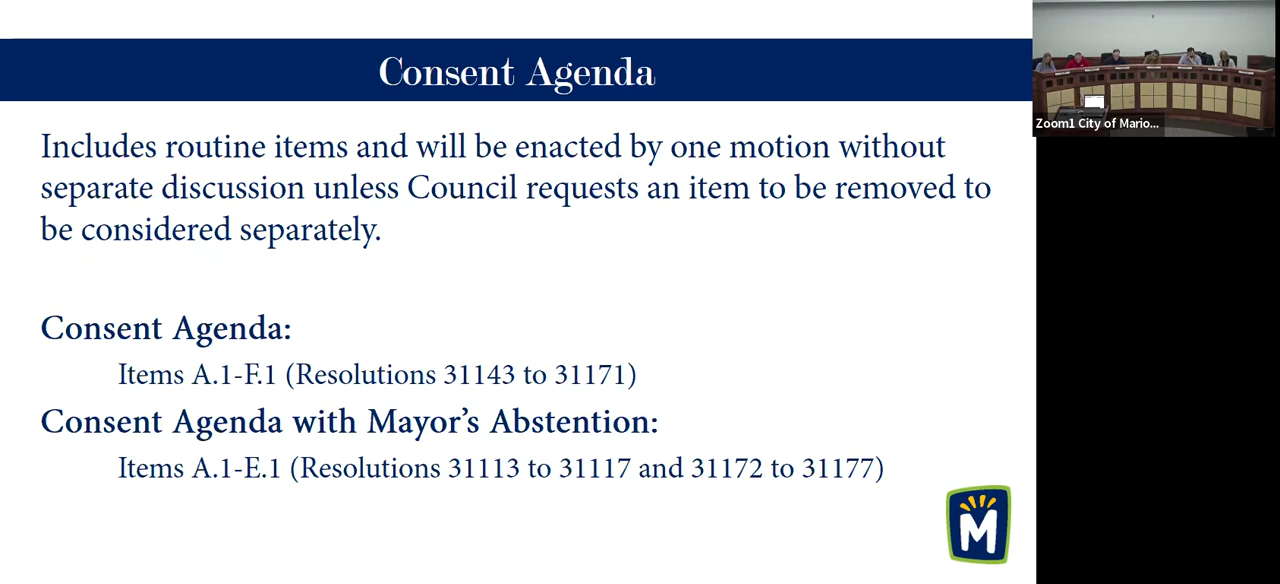 Consent Agenda
Includes routine items and will be enacted by one motion without
separate discussion unless Council requests an item to be removed to
be considered separately.
Consent Agenda:
Items A.1-F.1 (Resolutions 31143 to 31171)
Consent Agenda with Mayor’s Abstention:
Items A.1-E.1 (Resolutions 31113 to 31117 and 31172 to 31177)
M
Zoom1 City of Mario...